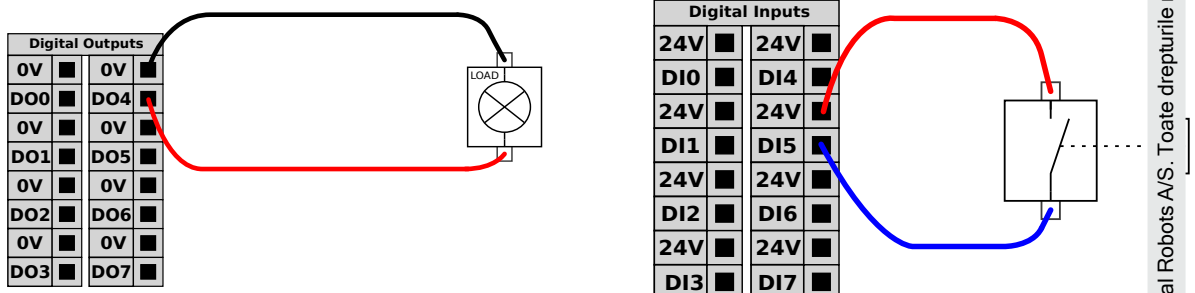 Digital Outputs
0V 0V
DO0 DO4
0V 0V
DO1 DO5
0V 0V
DO2 DO6
0V 0V
DO3 DO7
LOAD
Digital Inputs
24V 24V
DI0 DI4
24V 24V
DI1 DI5
24V 24V
DI2 DI6
24V 24V
DI3 DI7
Robots A/S. Toate drepturile